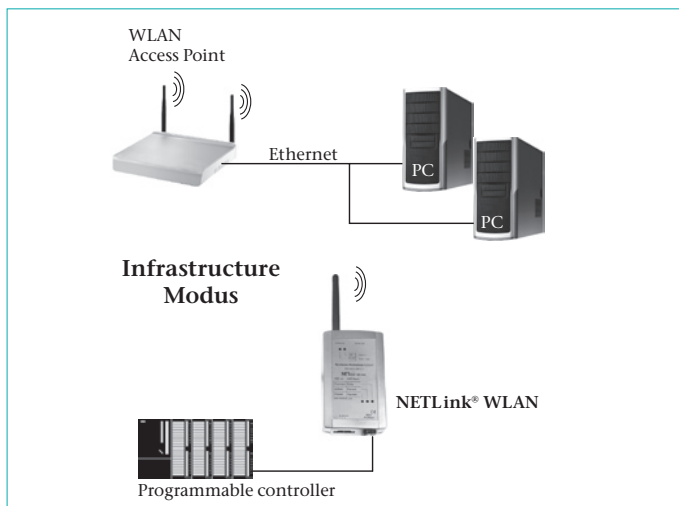 WLAN
Access Point
Ethernet
PC
PC
Infrastructure
Modus
NETLink® WLAN
Programmable controller